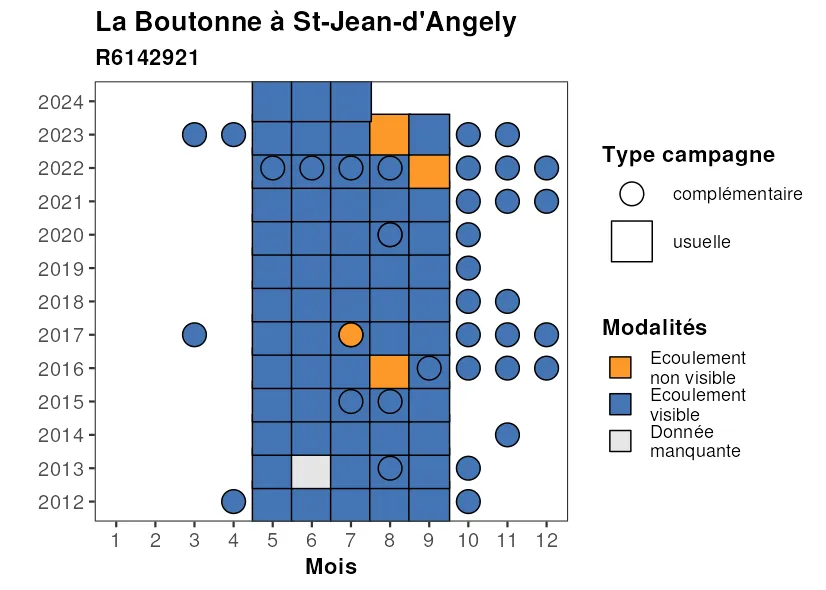 La Boutonne à St-Jean-d'Angely
R6142921
2024
2023
2022
2021
2020
2019
2018
2017
2016
2015
2014
2013
2012
1 2 3 4 5 6 7 8 9 10 11 12
Mois
Type campagne
complémentaire
usuelle
Modalités
Ecoulement
non visible
Ecoulement
visible
Donnée
manquante